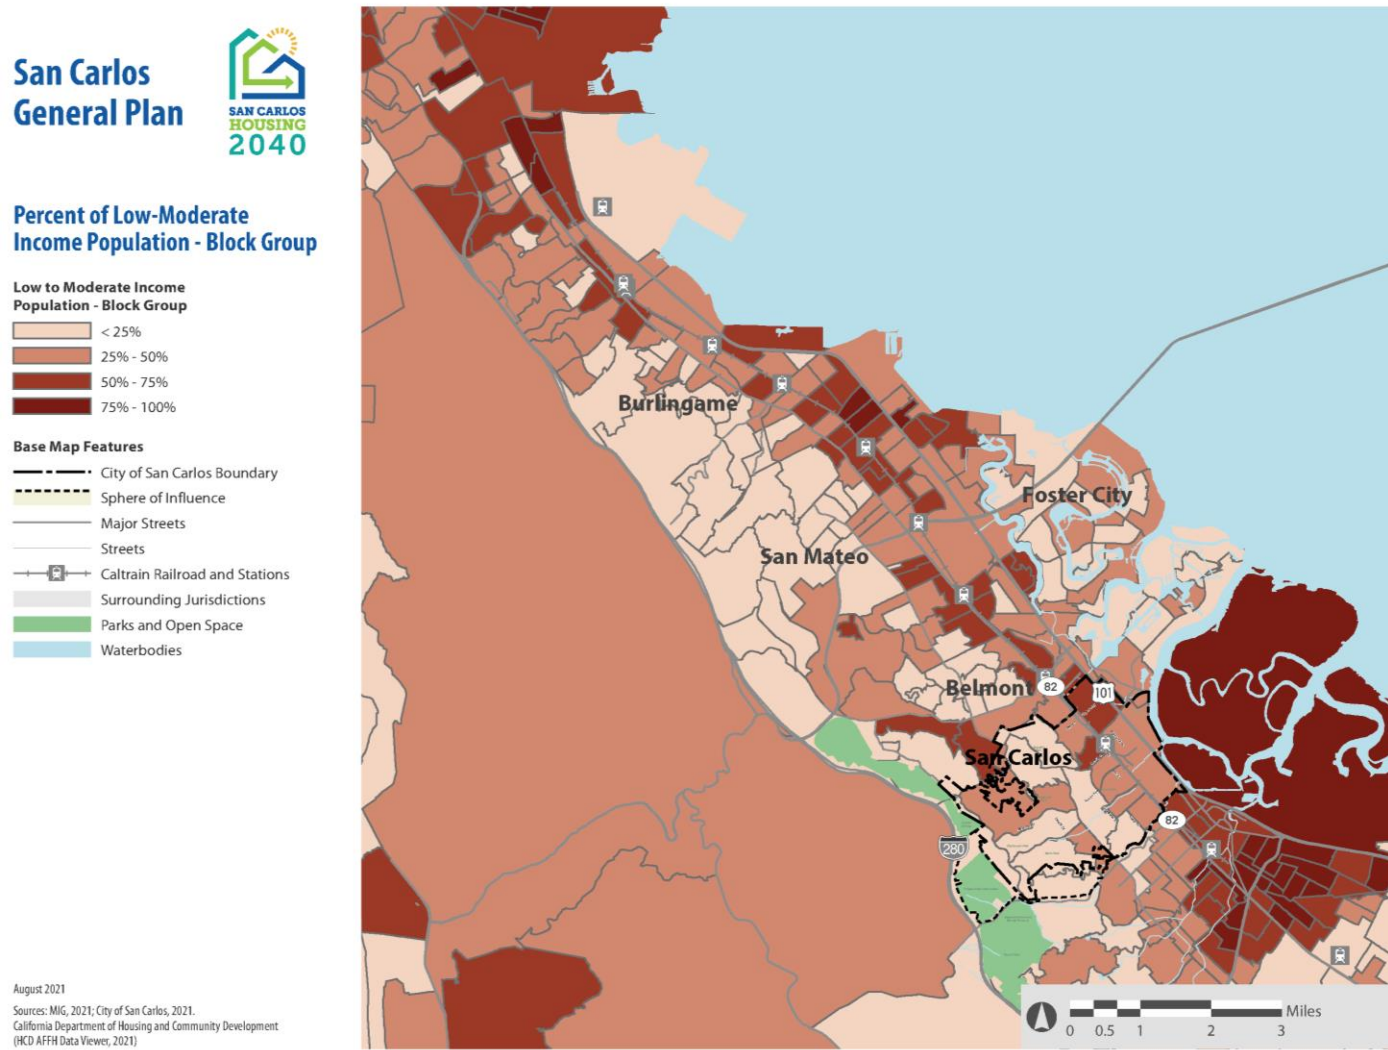 San Carlos
General Plan
SAN CARLOS
HOUSING
2040
Percent of Low-Moderate
Income Population - Block Group
Low to Moderate Income
Population - Block Group
< 25%
25% - 50%
50% - 75%
75% - 100%
Base Map Features
City of San Carlos Boundary
Sphere of Influence
Major Streets
Streets
Caltrain Railroad and Stations
Surrounding Jurisdictions
Parks and Open Space
Waterbodies
August 2021
Sources: MIG, 2021; City of San Carlos, 2021.
California Department of Housing and Community Development
(HCD AFFH Data Viewer, 2021)
Burlingame
Foster City
San Mateo
Belmont
82
101
San Carlos
82
280
Miles
0 0.5 1 2 3